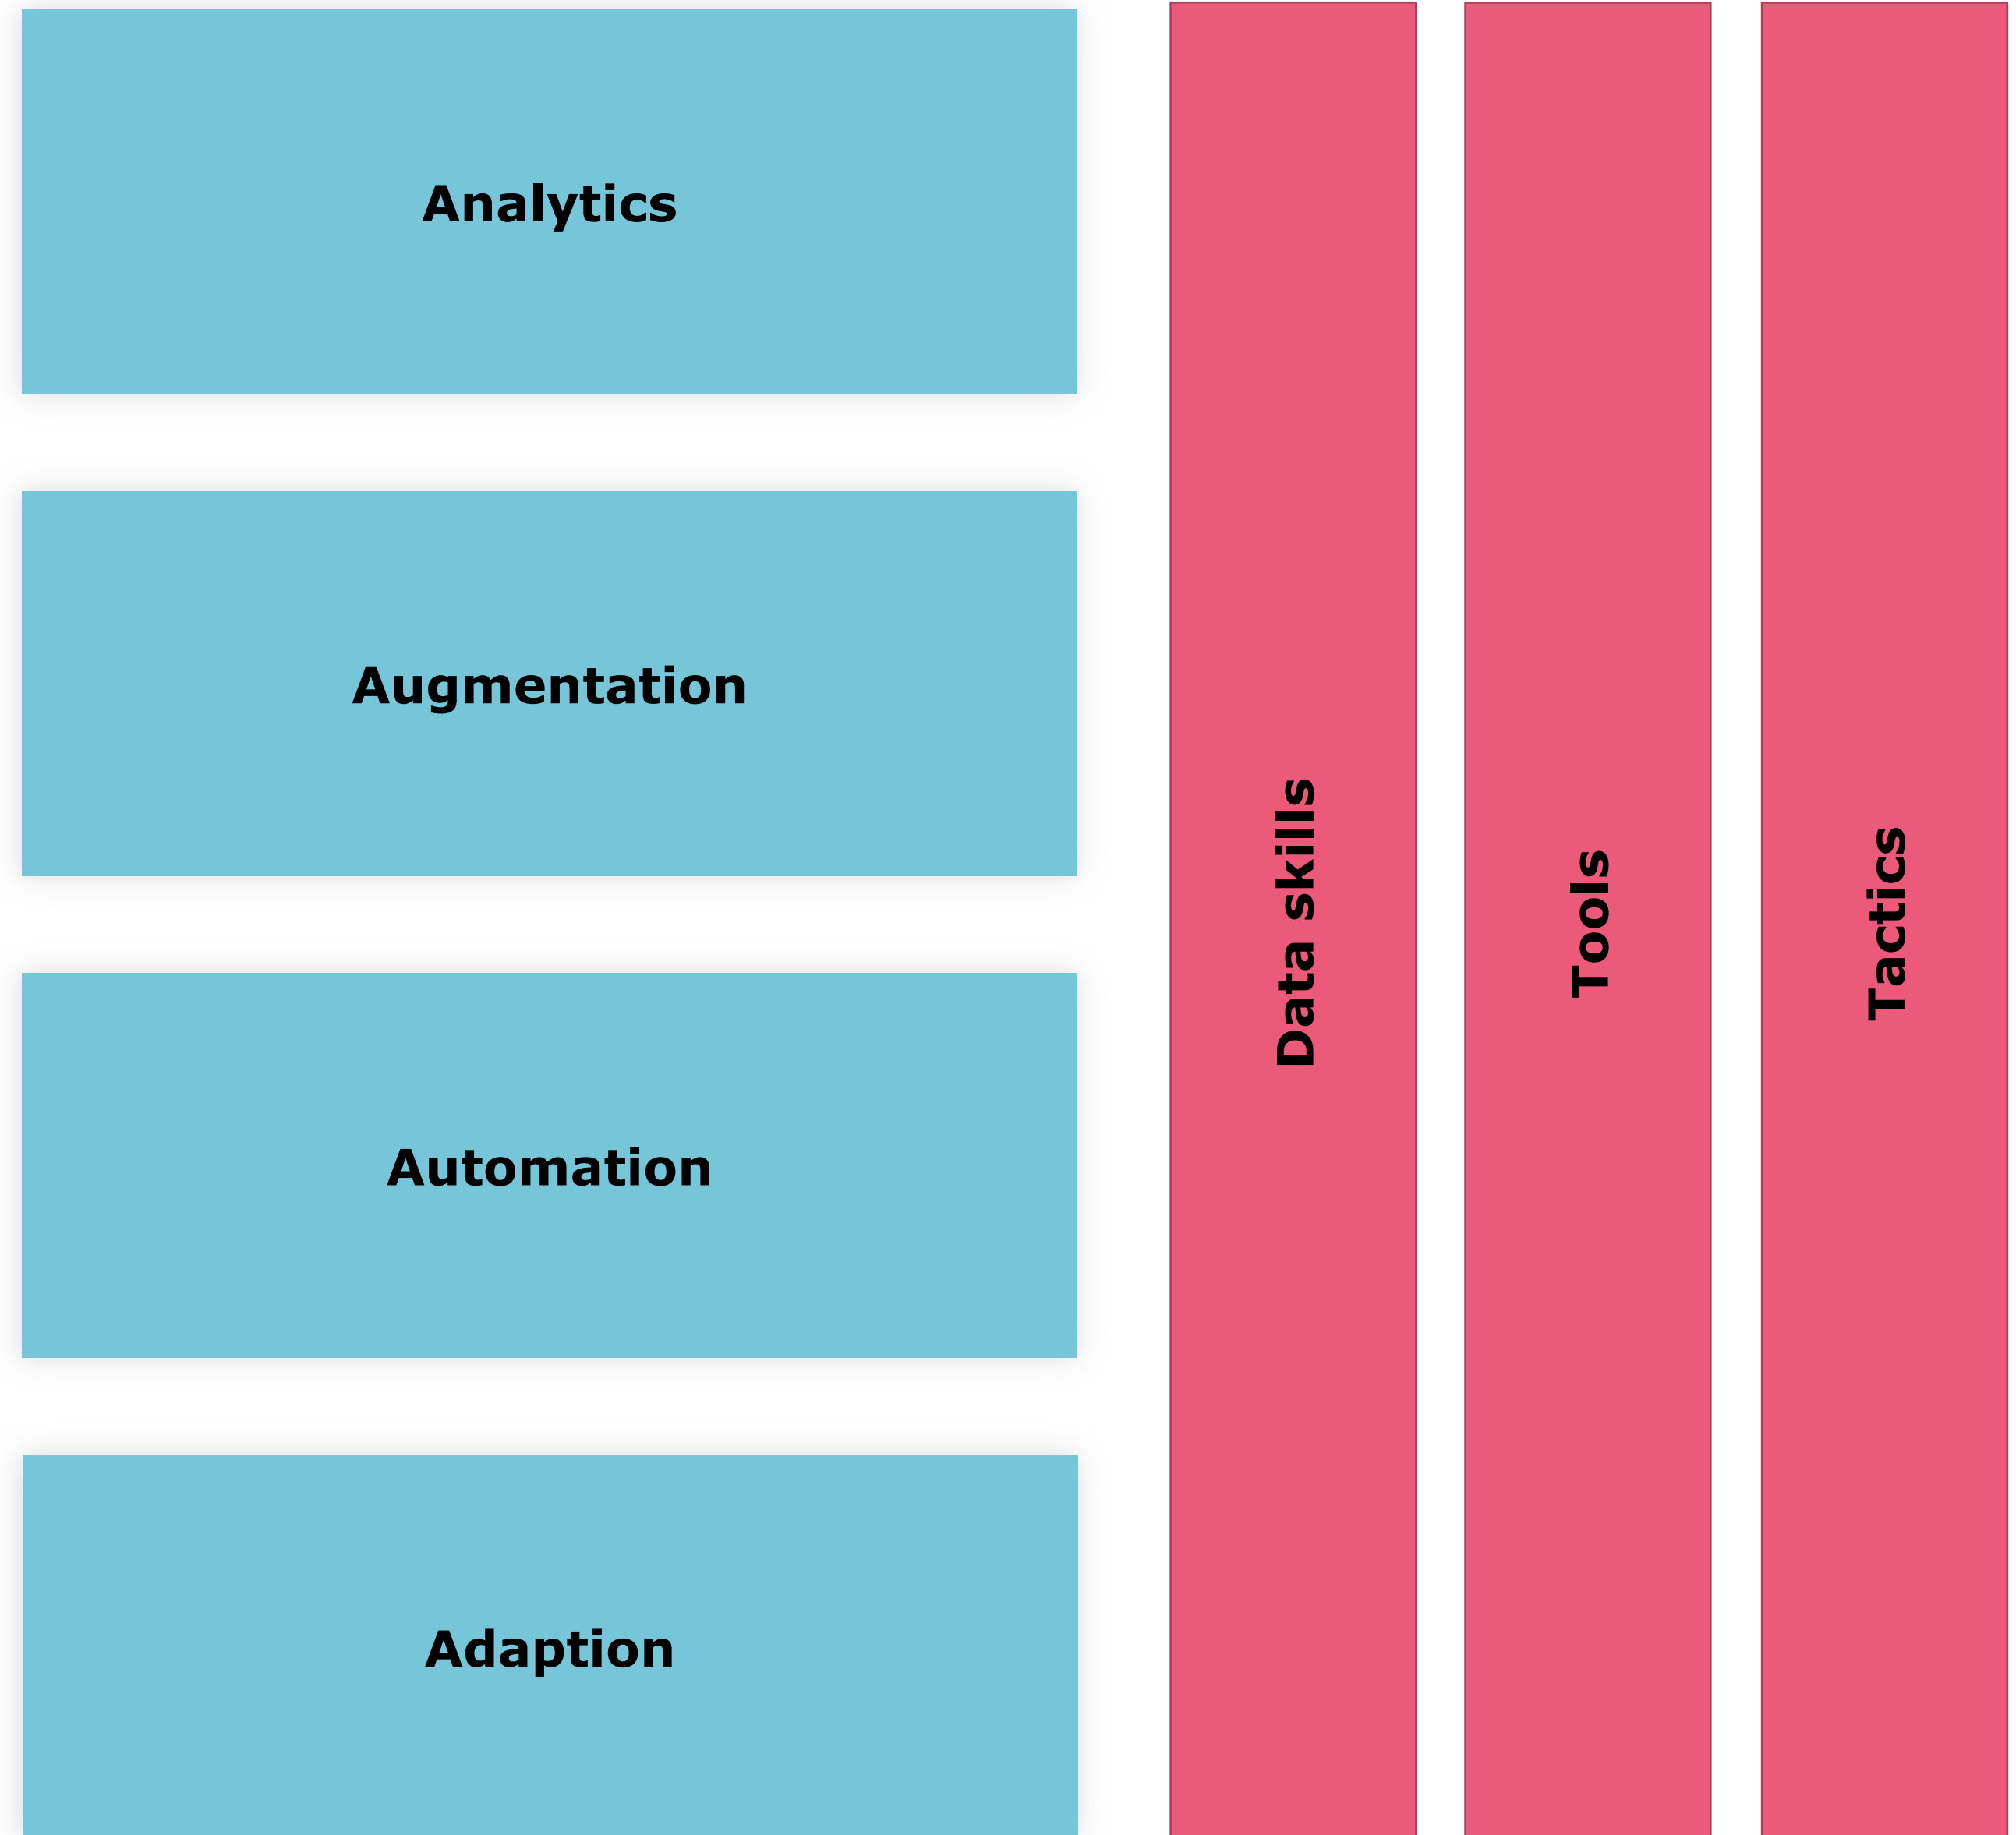 Analytics
Augmentation
Automation
Adaption
Data skills
Tools
Tactics